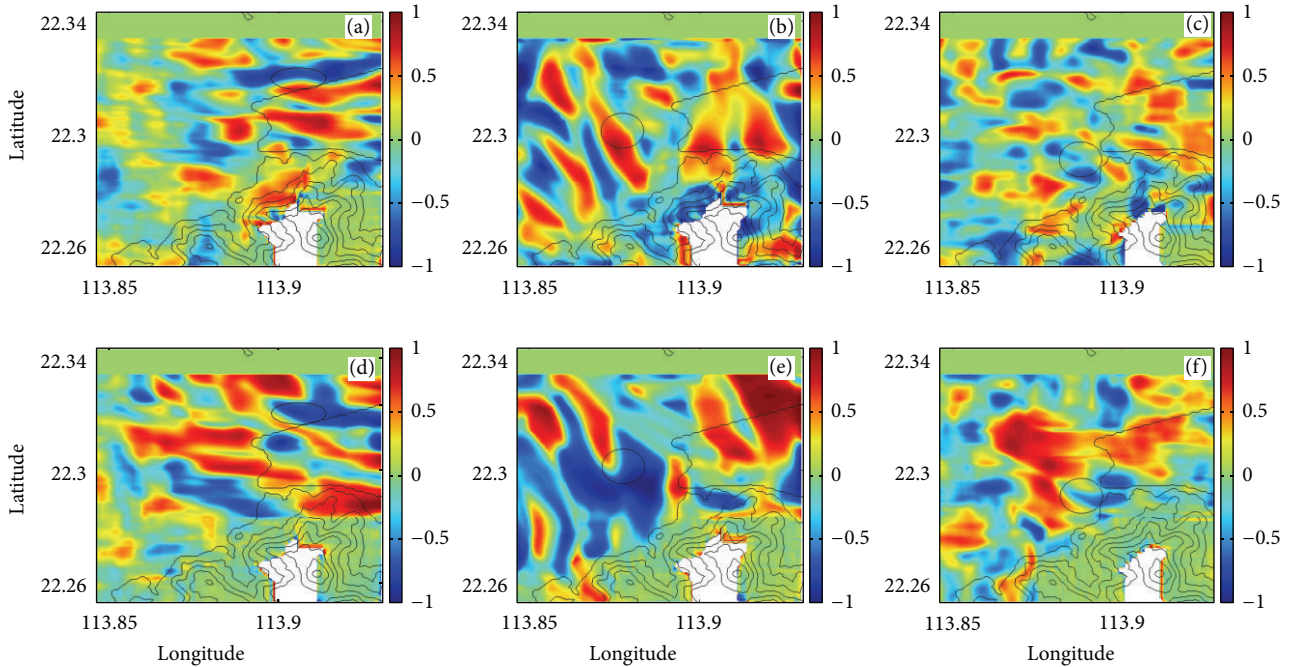 (a) (b) (c)
22.34 22.34 22.34
1 1 1
0.5 0.5 0.5
Latitude 22.3 0 22.3 0 22.3 0
−0.5 −0.5 −0.5
22.26 22.26 22.26
−1 −1 −1
113.85 113.9 113.85 113.9 113.85 113.9
(d) (e) (f)
22.34 22.34 22.34
1 1 1
0.5 0.5 0.5
Latitude 22.3 0 22.3 0 22.3 0
−0.5 −0.5 −0.5
22.26 22.26 22.26
−1 −1 −1
113.85 113.9 113.85 113.9 113.85 113.9
Longitude Longitude Longitude